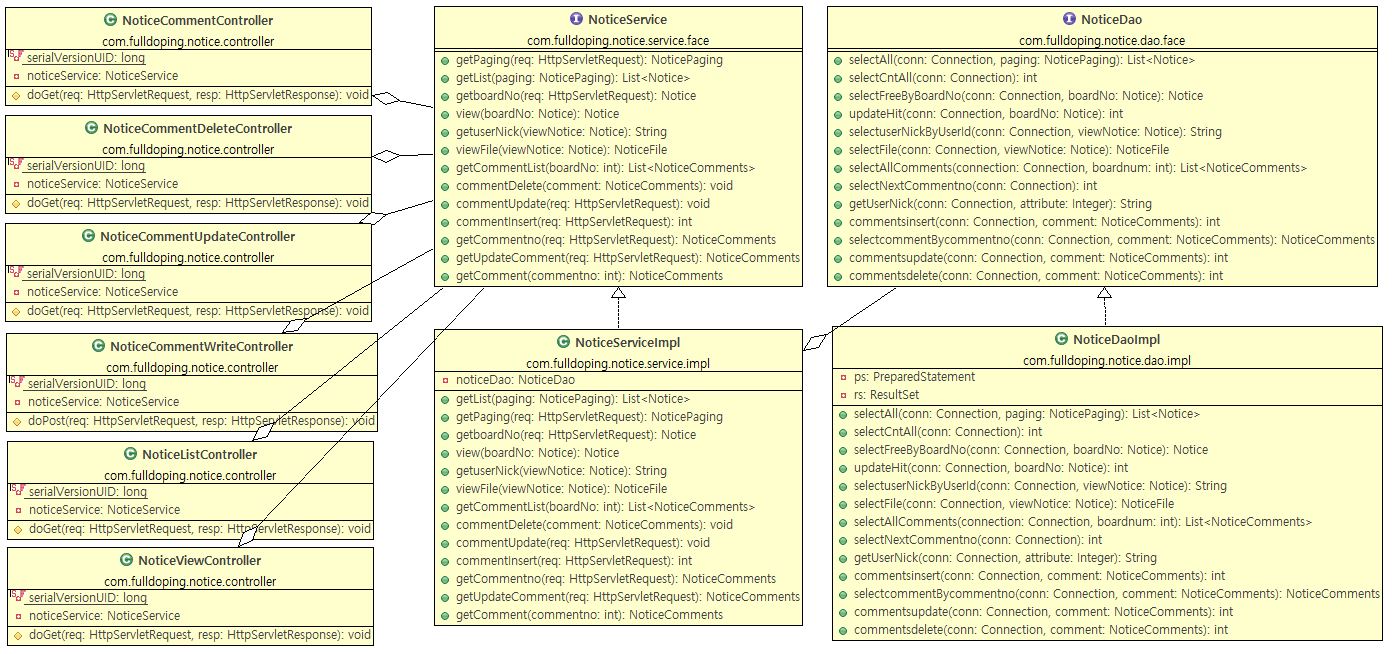 NoticeCommentController
com.fulldoping.notice.controller
serialVersionUID: long
noticeService: NoticeService
doGet(req: HttpServletRequest, resp: HttpServletResponse): void
NoticeCommentDeleteController
com.fulldoping.notice.controller
serialVersionUID: long
noticeService: NoticeService
doGet(req: HttpServletRequest, resp: HttpServletResponse): void
NoticeCommentUpdateController
com.fulldoping.notice.controller
serialVersionUID: long
noticeService: NoticeService
doGet(req: HttpServletRequest, resp: HttpServletResponse): void
NoticeCommentWriteController
com.fulldoping.notice.controller
serialVersionUID: long
noticeService: NoticeService
doPost(req: HttpServletRequest, resp: HttpServletResponse): void
NoticeListController
com.fulldoping.notice.controller
serialVersionUID: long
noticeService: NoticeService
doGet(req: HttpServletRequest, resp: HttpServletResponse): void
NoticeViewController
com.fulldoping.notice.controller
serialVersionUID: long
noticeService: NoticeService
doGet(req: HttpServletRequest, resp: HttpServletResponse): void
NoticeService
com.fulldoping.notice.service.face
getPaging(req: HttpServletRequest): NoticePaging
getList(paging: NoticePaging): List<Notice>
getboardNo(req: HttpServletRequest): Notice
view(boardNo: Notice): Notice
getuserNick(viewNotice: Notice): String
viewFile(viewNotice: Notice): NoticeFile
getCommentList(boardNo: int): List<NoticeComments>
commentDelete(comment: NoticeComments): void
commentUpdate(req: HttpServletRequest): void
commentInsert(req: HttpServletRequest): int
getCommentno(req: HttpServletRequest): NoticeComments
getUpdateComment(req: HttpServletRequest): NoticeComments
getComment(commentno: int): NoticeComments
NoticeServiceImpl
com.fulldoping.notice.service.impl
noticeDao: NoticeDao
getList(paging: NoticePaging): List<Notice>
getPaging(req: HttpServletRequest): NoticePaging
getboardNo(req: HttpServletRequest): Notice
view(boardNo: Notice): Notice
getuserNick(viewNotice: Notice): String
viewFile(viewNotice: Notice): NoticeFile
getCommentList(boardNo: int): List<NoticeComments>
commentDelete(comment: NoticeComments): void
commentUpdate(req: HttpServletRequest): void
commentInsert(req: HttpServletRequest): int
getCommentno(req: HttpServletRequest): NoticeComments
getUpdateComment(req: HttpServletRequest): NoticeComments
getComment(commentno: int): NoticeComments
NoticeDao
com.fulldoping.notice.dao.face
selectAll(conn: Connection, paging: NoticePaging): List<Notice>
selectCntAll(conn: Connection): int
selectFreeByBoardNo(conn: Connection, boardNo: Notice): Notice
updateHit(conn: Connection, boardNo: Notice): int
selectuserNickByUserId(conn: Connection, viewNotice: Notice): String
selectFile(conn: Connection, viewNotice: Notice): NoticeFile
selectAllComments(connection: Connection, boardnum: int): List<NoticeComments>
selectNextCommentno(conn: Connection): int
getUserNick(conn: Connection, attribute: Integer): String
commentsinsert(conn: Connection, comment: NoticeComments): int
selectcommentBycommentno(conn: Connection, comment: NoticeComments): NoticeComments
commentsupdate(conn: Connection, comment: NoticeComments): int
commentsdelete(conn: Connection, comment: NoticeComments): int
NoticeDaoImpl
com.fulldoping.notice.dao.impl
ps: PreparedStatement
rs: ResultSet
selectAll(conn: Connection, paging: NoticePaging): List<Notice>
selectCntAll(conn: Connection): int
selectFreeByBoardNo(conn: Connection, boardNo: Notice): Notice
updateHit(conn: Connection, boardNo: Notice): int
selectuserNickByUserId(conn: Connection, viewNotice: Notice): String
selectFile(conn: Connection, viewNotice: Notice): NoticeFile
selectAllComments(connection: Connection, boardnum: int): List<NoticeComments>
selectNextCommentno(conn: Connection): int
getUserNick(conn: Connection, attribute: Integer): String
commentsinsert(conn: Connection, comment: NoticeComments): int
selectcommentBycommentno(conn: Connection, comment: NoticeComments): NoticeComments
commentsupdate(conn: Connection, comment: NoticeComments): int
commentsdelete(conn: Connection, comment: NoticeComments): int